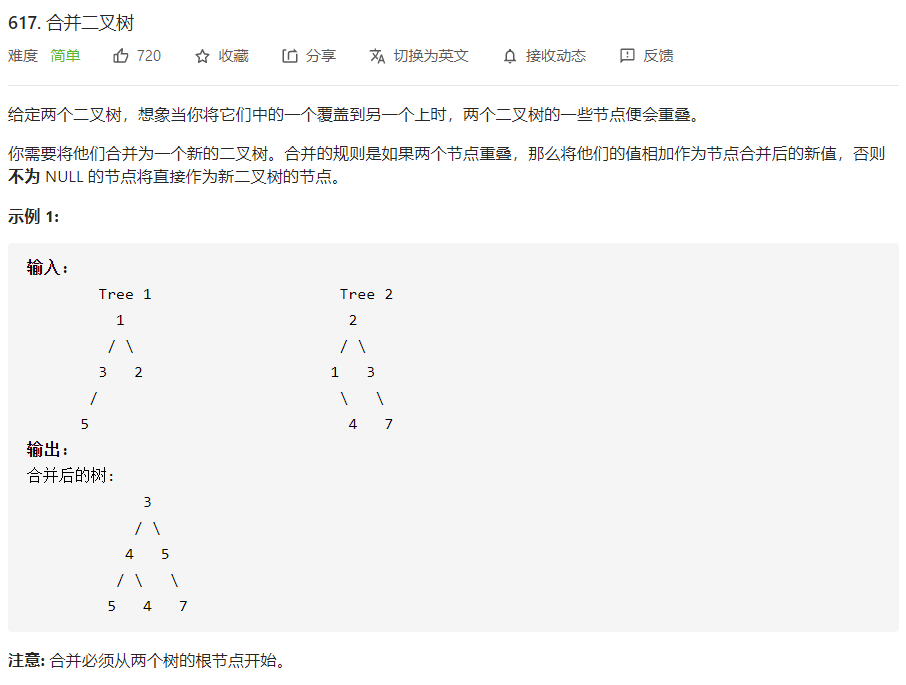 617. 合并二叉树
难度 简单 720 收藏 分享 切换为英文 接收动态 反馈
给定两个二叉树，想象当你将它们中的一个覆盖到另一个上时，两个二叉树的一些节点便会重叠。
你需要将他们合并为一个新的二叉树。合并的规则是如果两个节点重叠，那么将他们的值相加作为节点合并后的新值，否则
不为 NULL 的节点将直接作为新二叉树的节点。
示例 1:
输入:
Tree 1                     Tree 2
1                          2
/ \                        / \
3   2                      1   3
/                            \   \
5                              4   7
输出:
合并后的树:
3
/ \
4   5
/ \   \
5   4   7
注意: 合并必须从两个树的根节点开始。